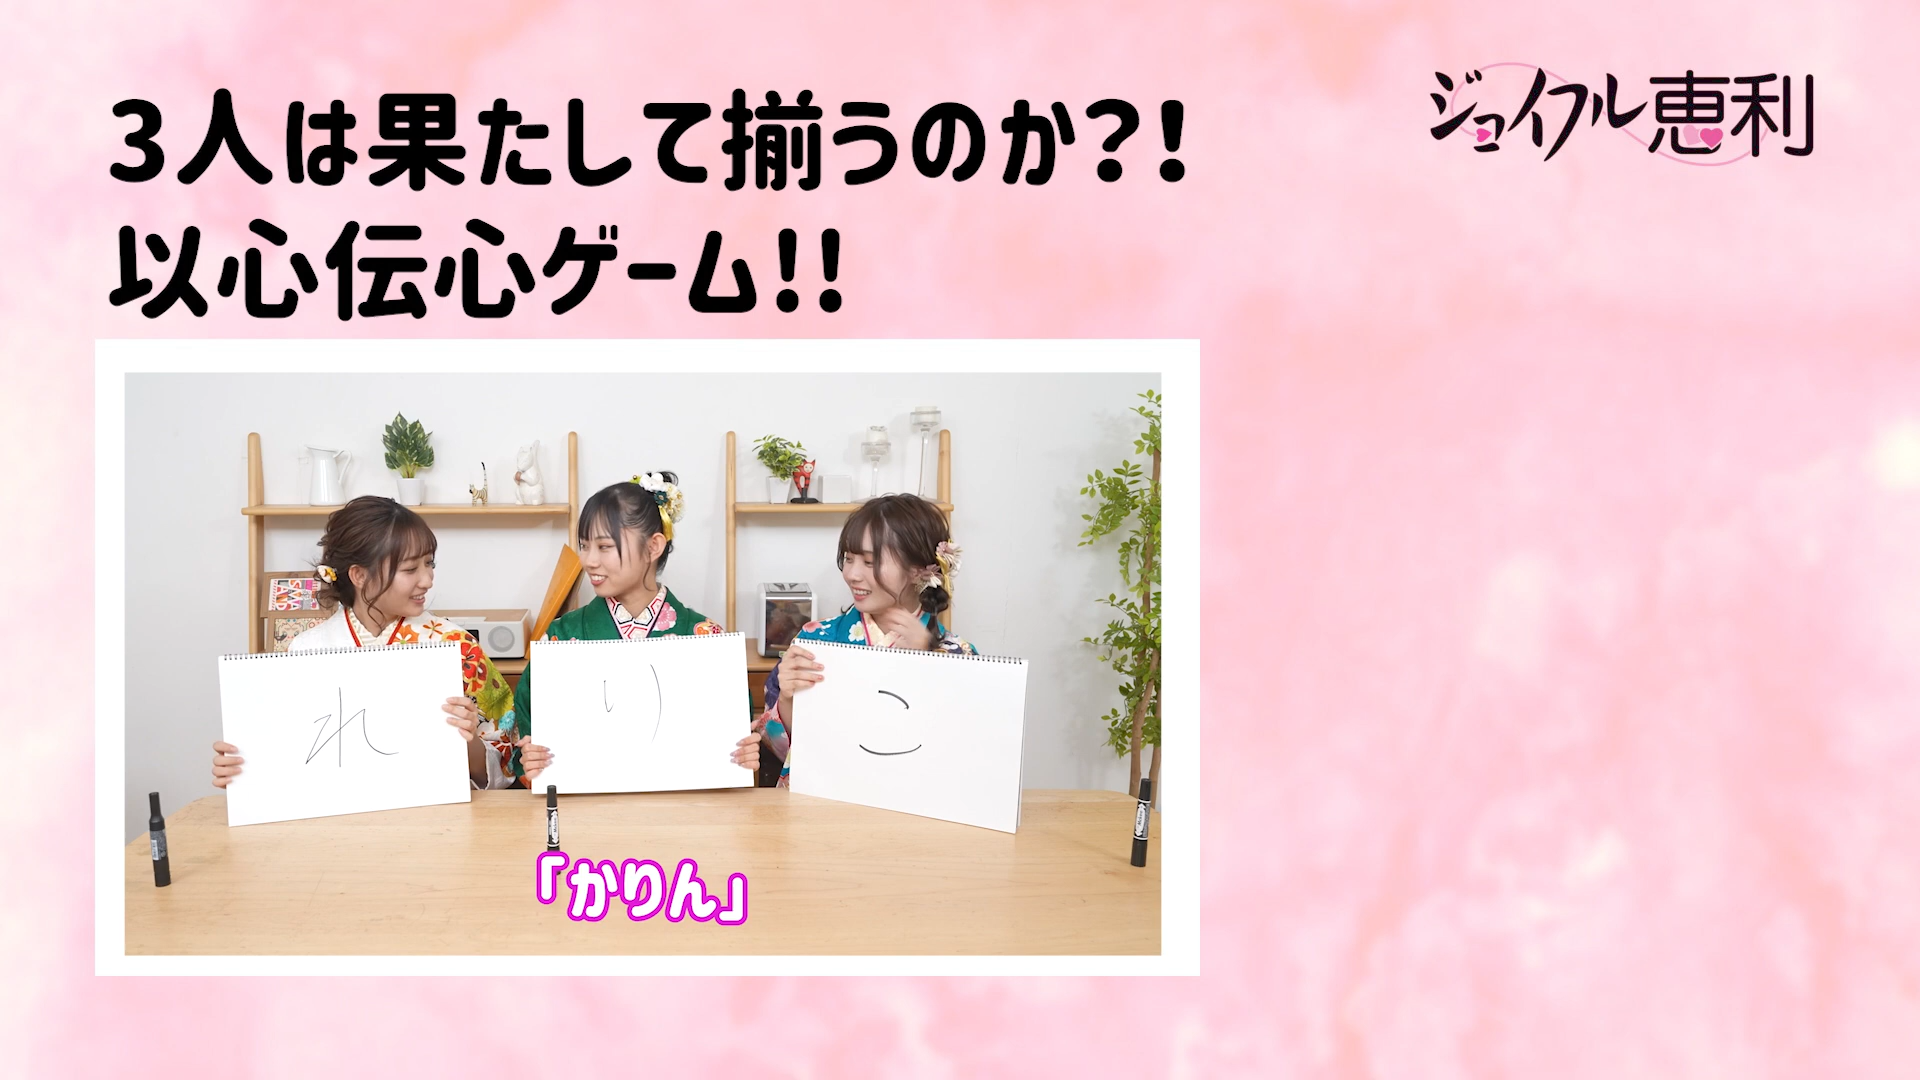 3人は果たして揃うのか?!
以心伝心ゲーム!!
ジョイフル恵利
れ
り
こ
「かりん」